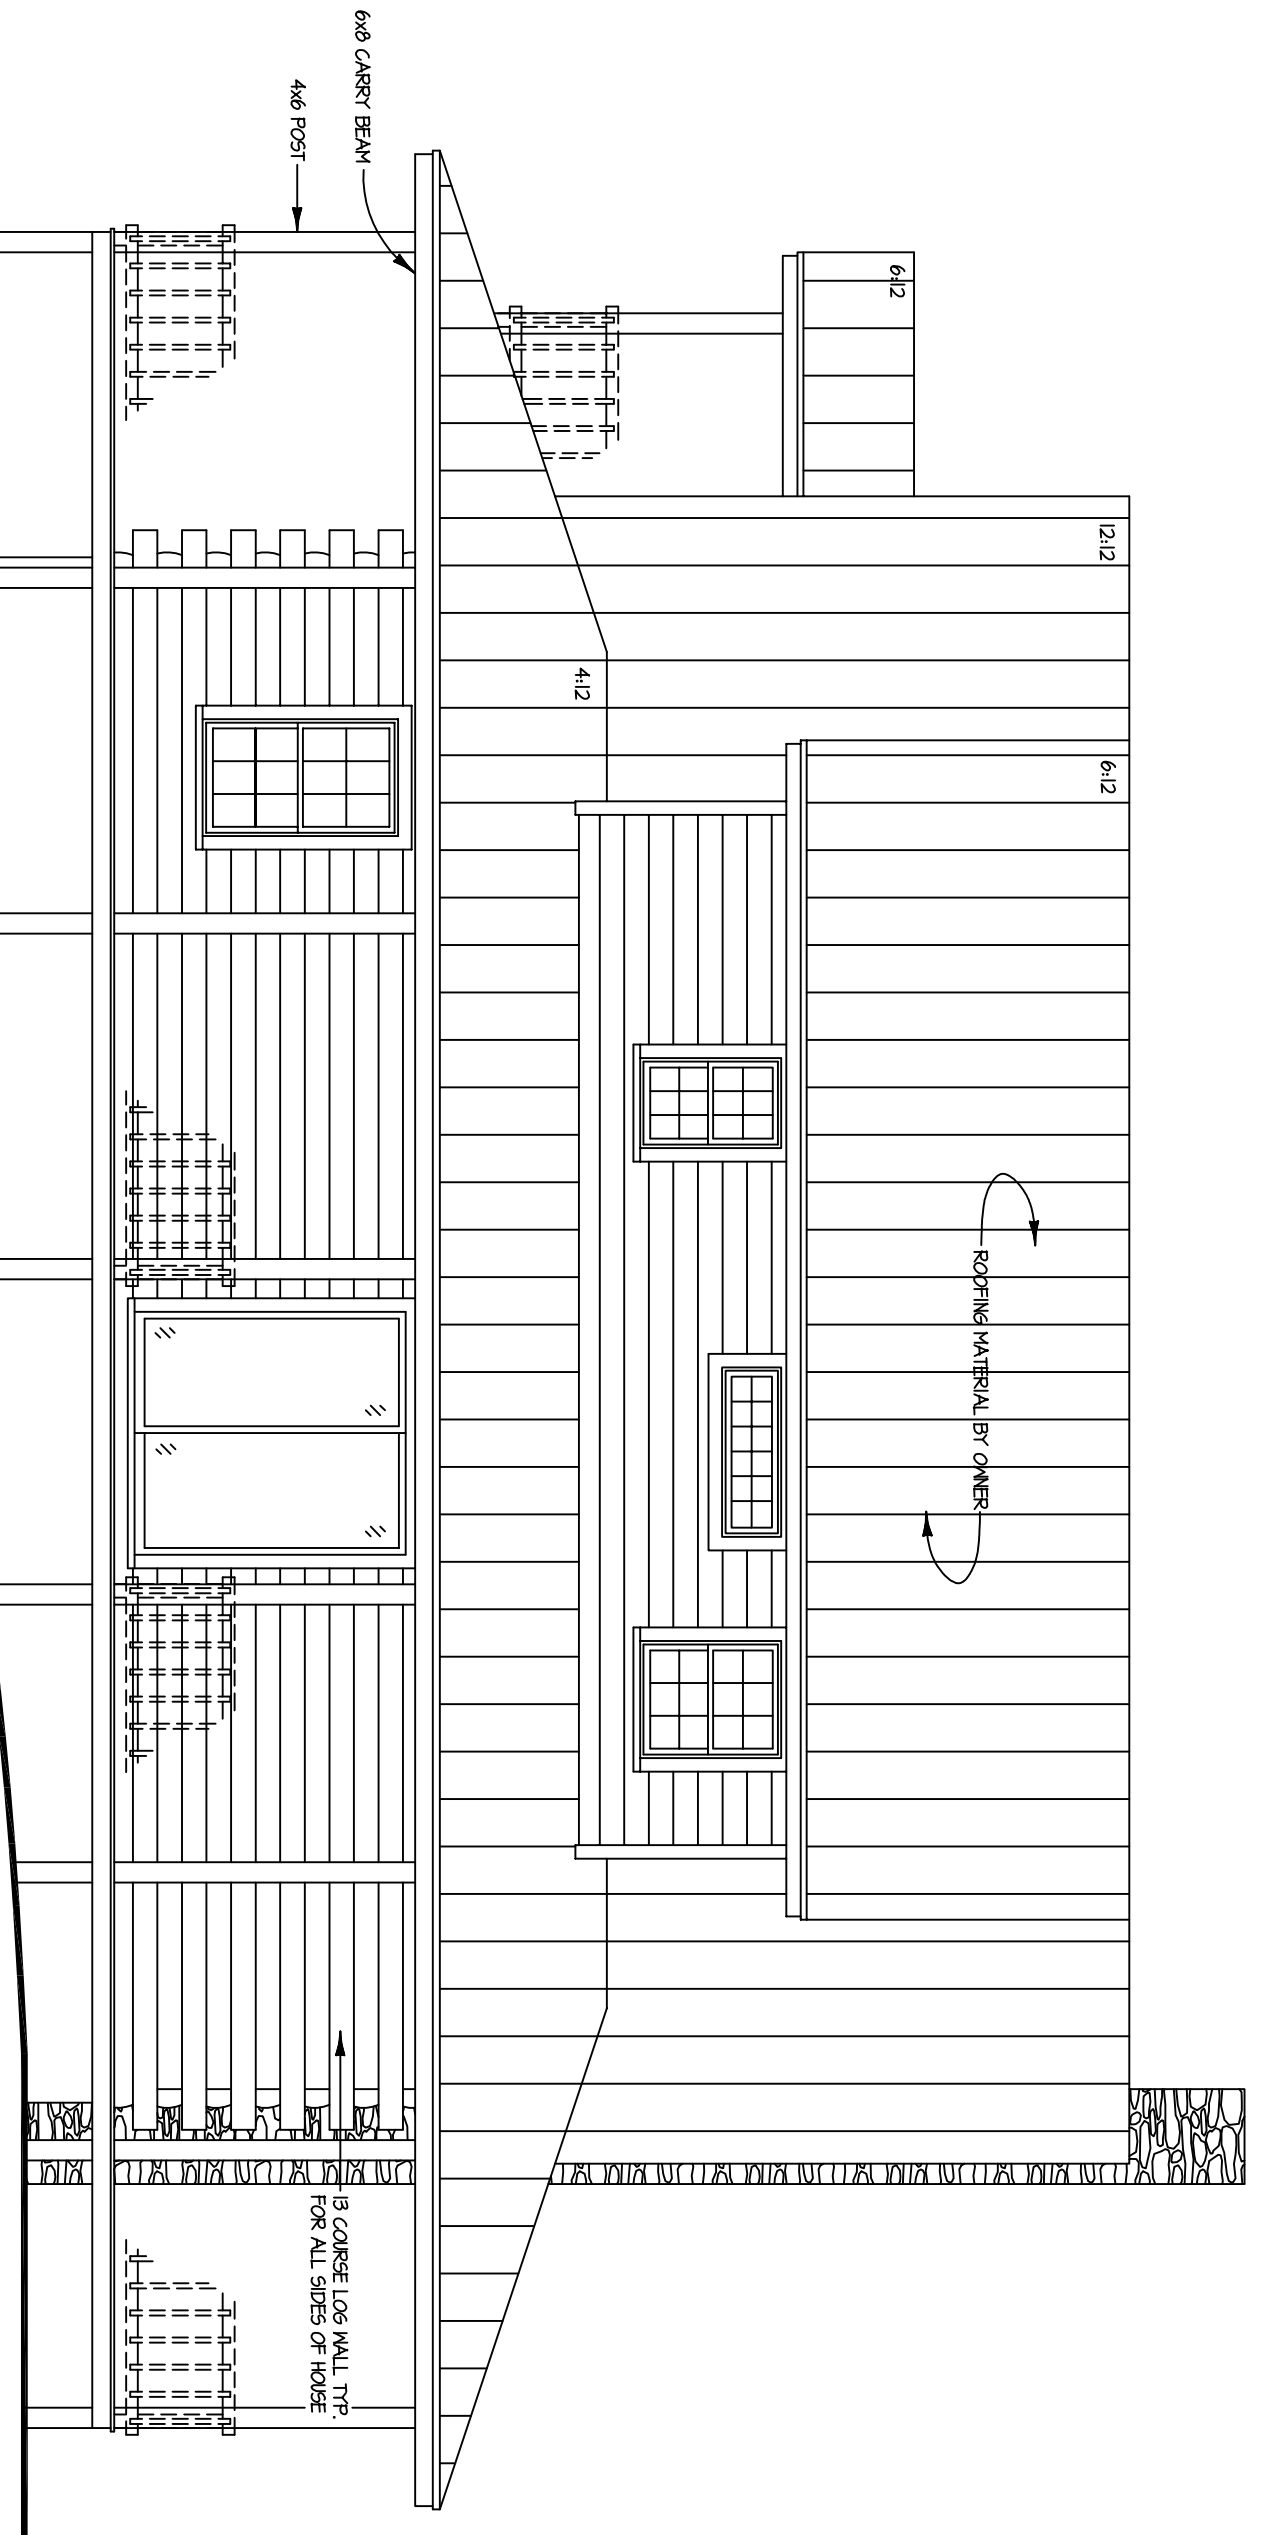 6:12
12:12
6:12
4:12
ROOFING MATERIAL BY OWNER
6x8 CARRY BEAM
4x6 POST
13 COURSE LOG WALL TYP.
FOR ALL SIDES OF HOUSE